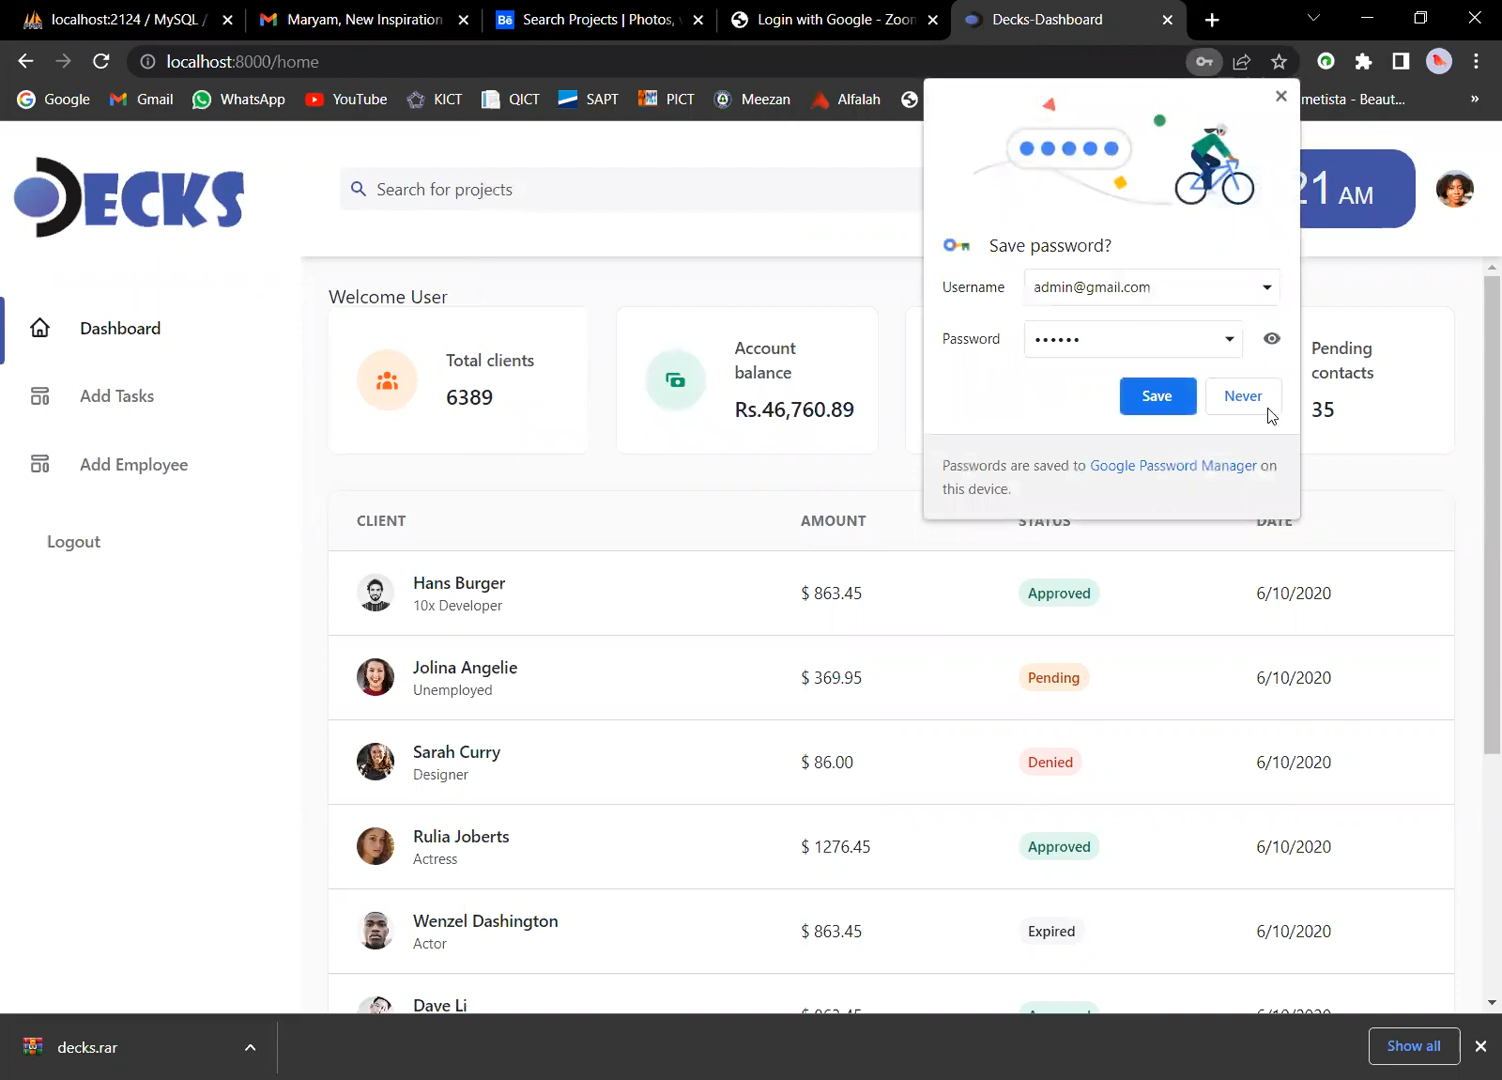 localhost:2124 / MySQL /
Maryam, New Inspiration
Bē Search Projects | Photos,
Login with Google - Zoon
Decks-Dashboard
localhost:8000/home
Google
Gmail
WhatsApp
YouTube
KICT
QICT
SAPT
PICT
Meezan
Alfalah
metista - Beaut...
»
DECKS
Search for projects
21 AM
Save password?
Username
admin@gmail.com
Password
••••••
Save
Never
Passwords are saved to Google Password Manager on
this device.
Dashboard
Add Tasks
Add Employee
Logout
Welcome User
Total clients
6389
Account
balance
Rs.46,760.89
Pending
contacts
35
CLIENT AMOUNT STATUS DATE
Hans Burger
10x Developer
$ 863.45
Approved
6/10/2020
Jolina Angelie
Unemployed
$ 369.95
Pending
6/10/2020
Sarah Curry
Designer
$ 86.00
Denied
6/10/2020
Rulia Joberts
Actress
$ 1276.45
Approved
6/10/2020
Wenzel Dashington
Actor
$ 863.45
Expired
6/10/2020
Dave Li
decks.rar
Show all